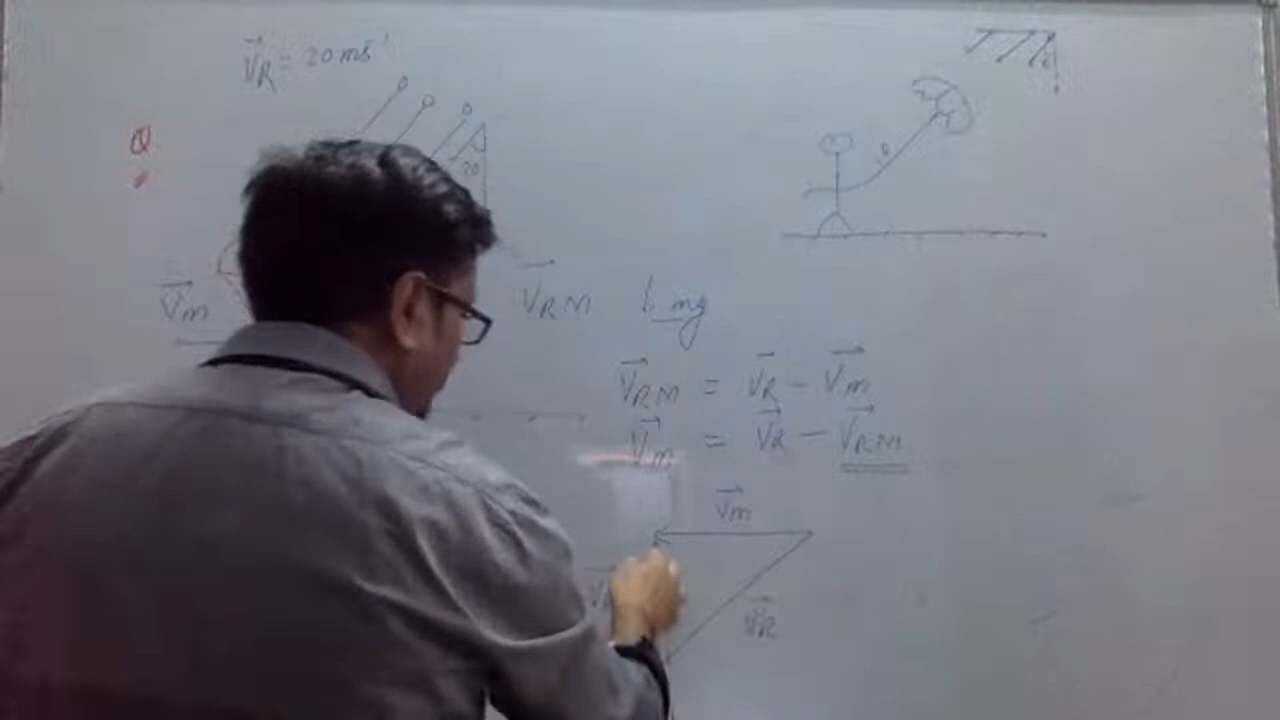 V⃗R = 20 ms⁻¹
Q
20
θ
V⃗m
V⃗RM
V⃗RM = V⃗R - V⃗m
V⃗m = V⃗R - V⃗RM
V⃗m
V⃗R